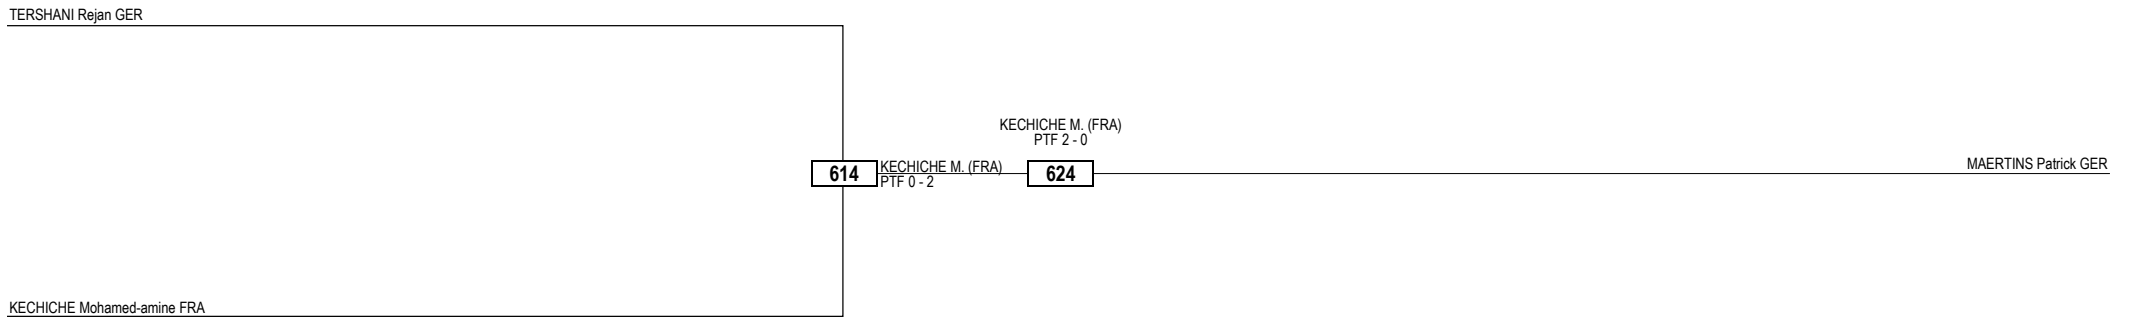 TERSHANI Rejan GER
KECHICHE M. (FRA)
PTF 2 - 0
614
KECHICHE M. (FRA)
PTF 0 - 2
624
MAERTINS Patrick GER
KECHICHE Mohamed-amine FRA